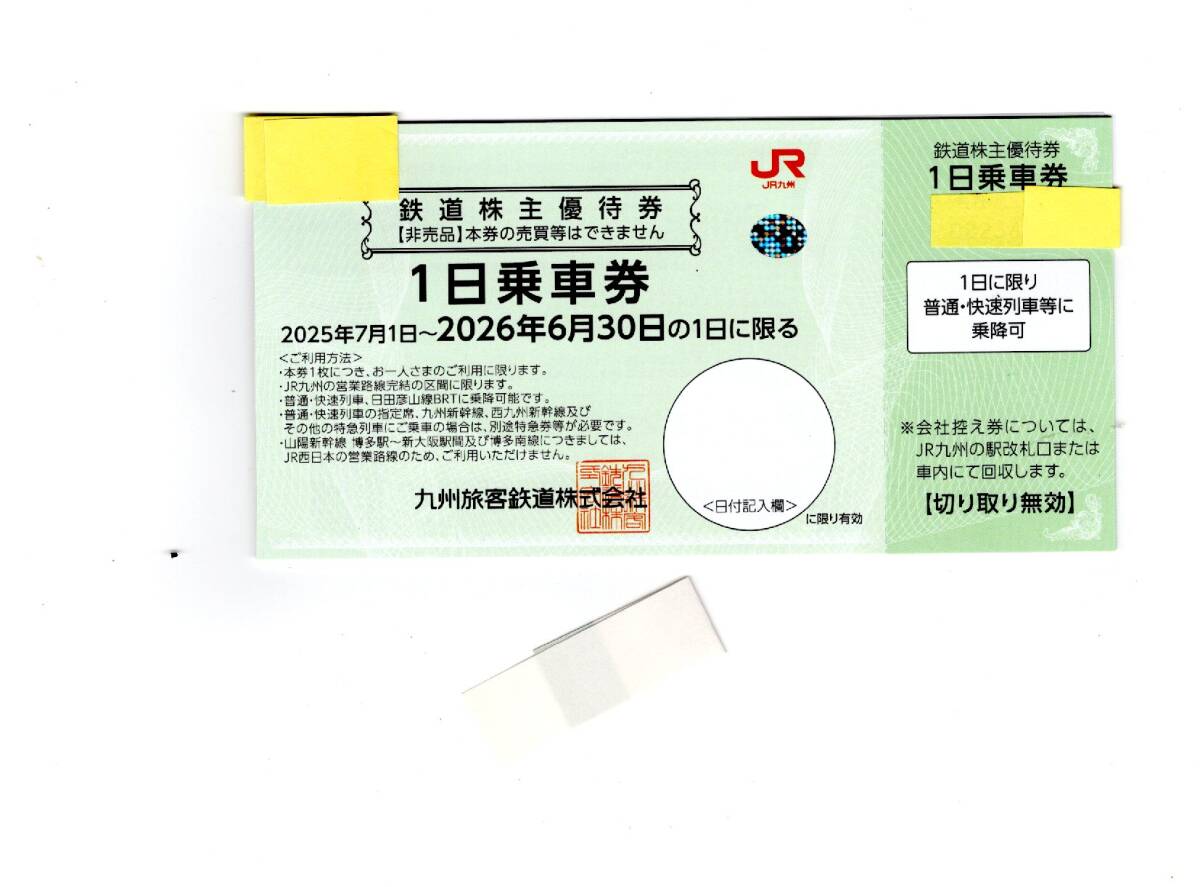 JR
JR九州
鉄道株主優待券
【非売品】本券の売買等はできません
1日乗車券
2025年7月1日～2026年6月30日の1日に限る
<ご利用方法>
・本券1枚につき、お一人さまのご利用に限ります。
・JR九州の営業路線完結の区間に限ります。
・普通・快速列車、日田彦山線BRTに乗降可能です。
・普通・快速列車の指定席、九州新幹線、西九州新幹線及び
その他の特急列車にご乗車の場合は、別途特急券等が必要です。
・山陽新幹線 博多駅～新大阪駅間及び博多南線につきましては、
JR西日本の営業路線のため、ご利用いただけません。
九州旅客鉄道株式会社
<日付記入欄>
に限り有効
鉄道株主優待券
1日乗車券
1日に限り
普通・快速列車等に
乗降可
※会社控え券については、
JR九州の駅改札口または
車内にて回収します。
【切り取り無効】